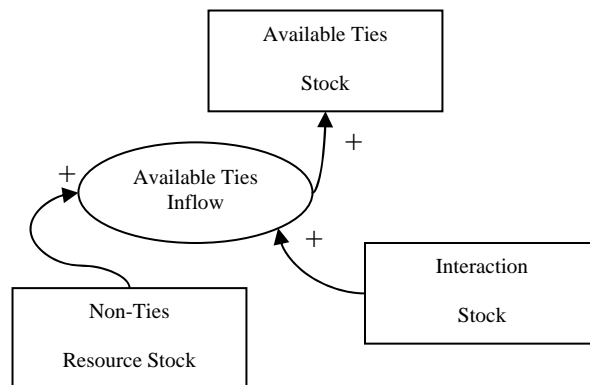 Available Ties
Stock
+
+
Available Ties
Inflow
+
Interaction
Stock
Non-Ties
Resource Stock